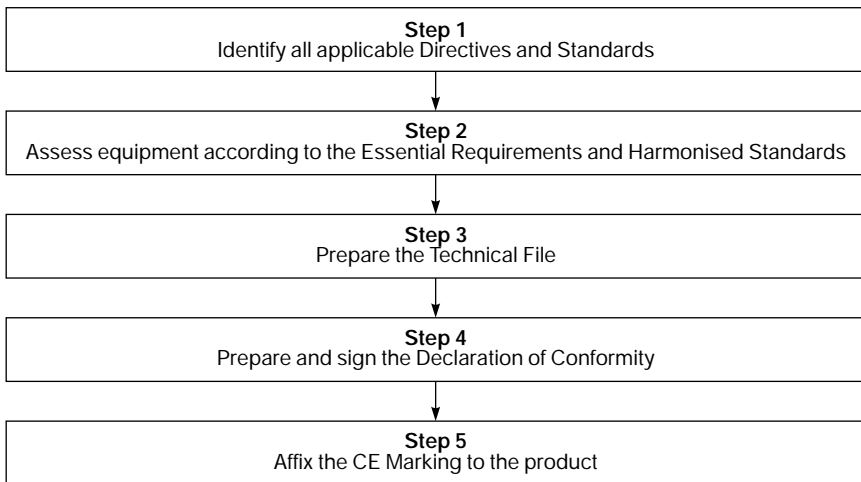 Step 1
Identify all applicable Directives and Standards
Step 2
Assess equipment according to the Essential Requirements and Harmonised Standards
Step 3
Prepare the Technical File
Step 4
Prepare and sign the Declaration of Conformity
Step 5
Affix the CE Marking to the product